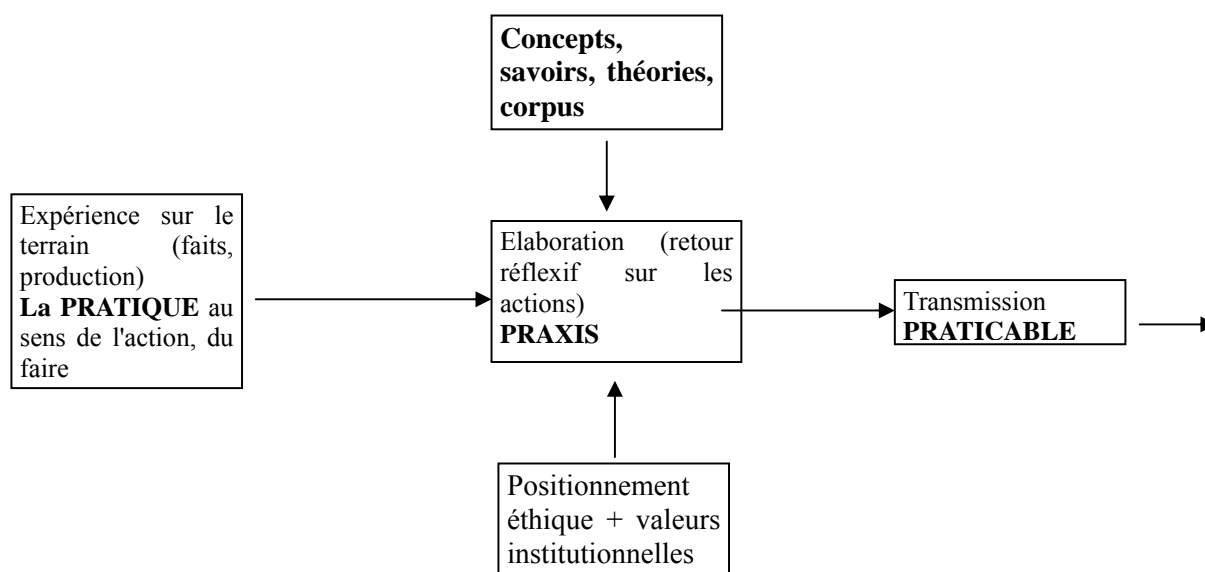 Concepts,
savoirs, théories,
corpus
Expérience sur le
terrain (faits,
production)
La PRATIQUE au
sens de l'action, du
faire
Elaboration (retour
réflexif sur les
actions)
PRAXIS
Transmission
PRATICABLE
Positionnement
éthique + valeurs
institutionnelles